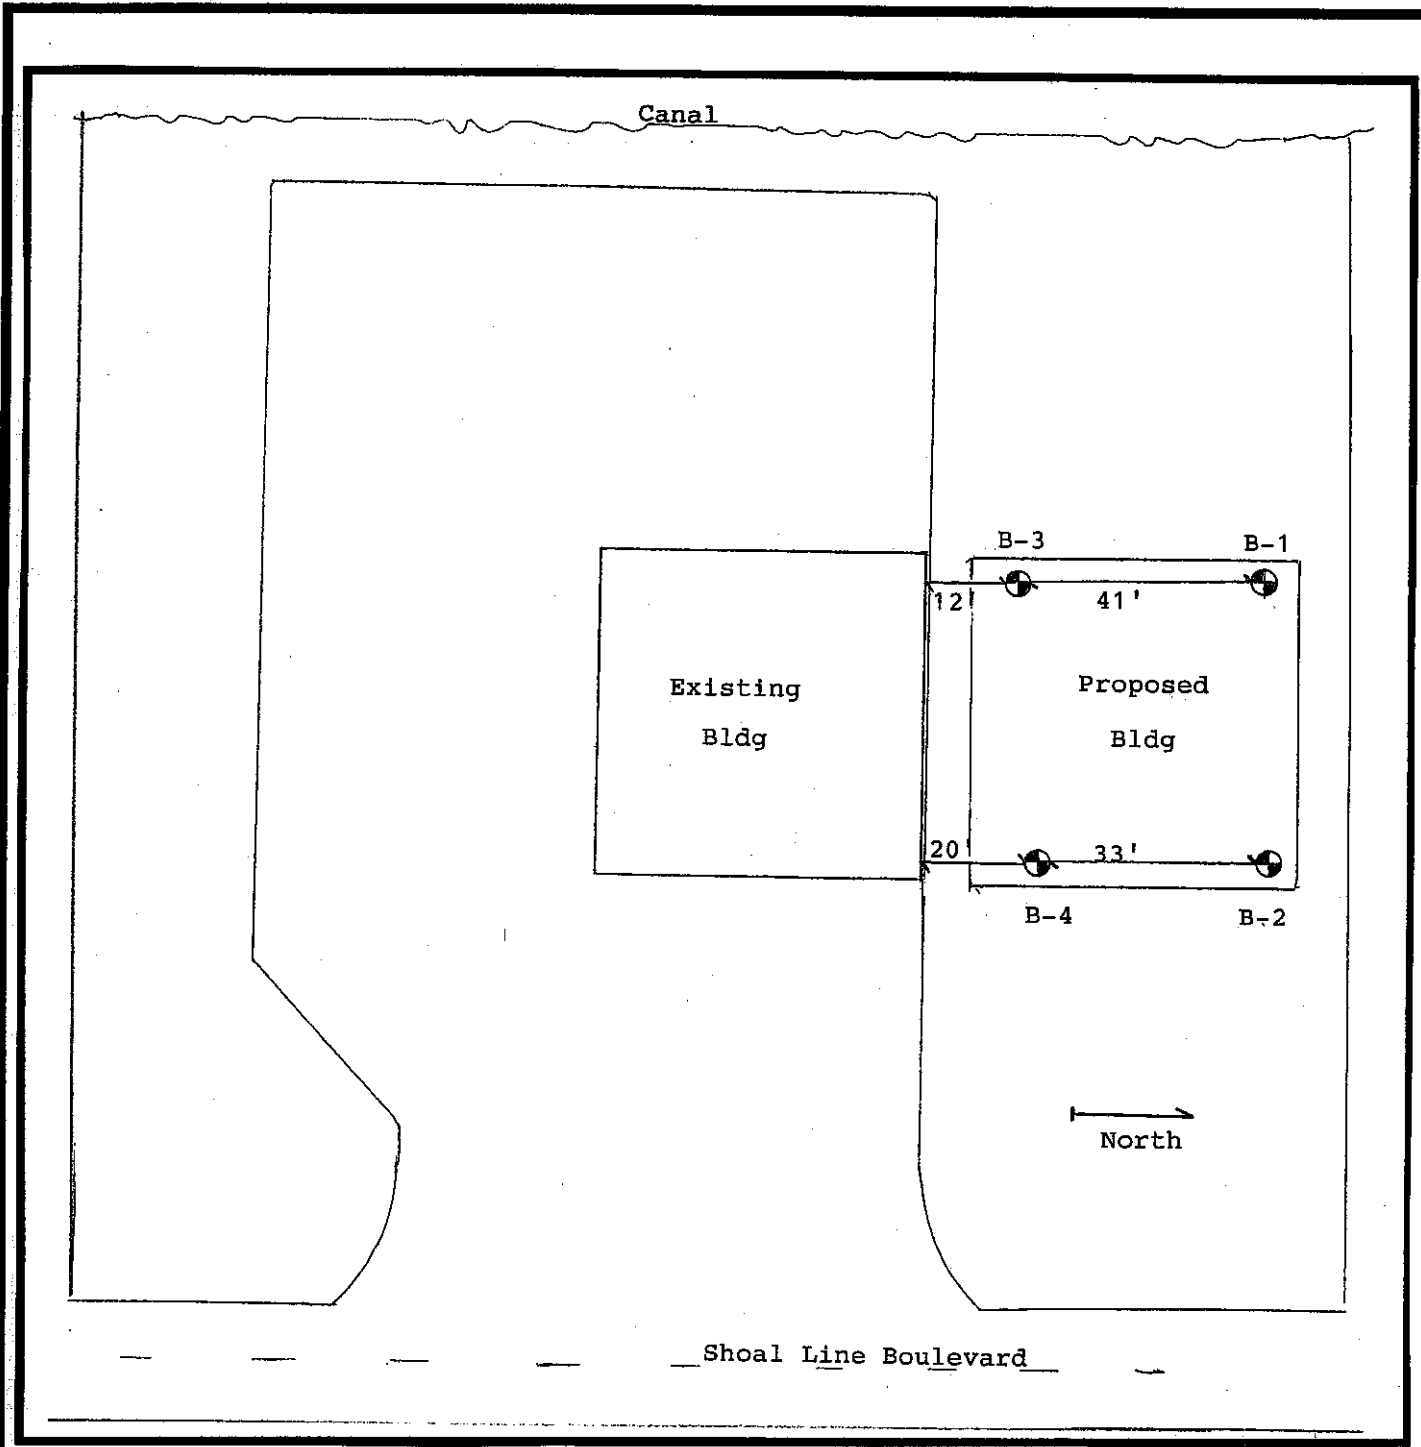 Canal
B-3
B-1
12'
41'
Existing
Bldg
Proposed
Bldg
20'
33'
B-4
B-2
North
Shoal Line Boulevard